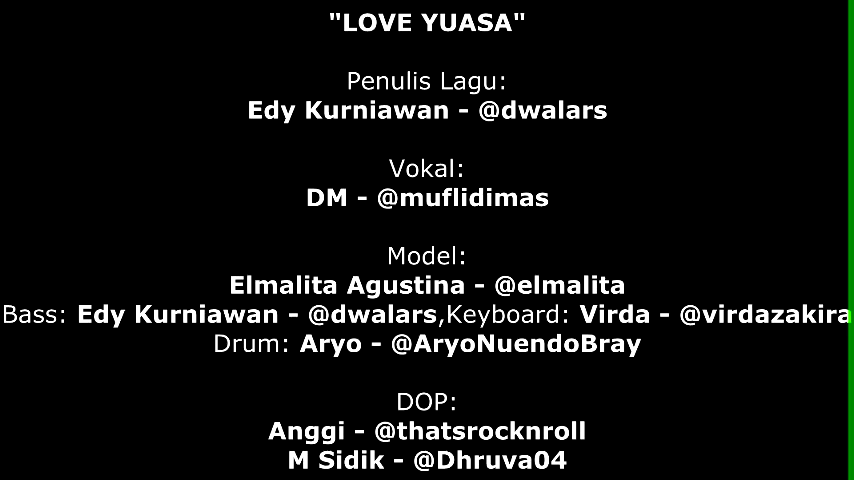 "LOVE YUASA"
Penulis Lagu:
Edy Kurniawan - @dwalars
Vokal:
DM - @muflidimas
Model:
Elmalita Agustina - @elmalita
Bass: Edy Kurniawan - @dwalars,Keyboard: Virda - @virdazakira
Drum: Aryo - @AryoNuendoBray
DOP:
Anggi - @thatsrocknroll
M Sidik - @Dhruva04